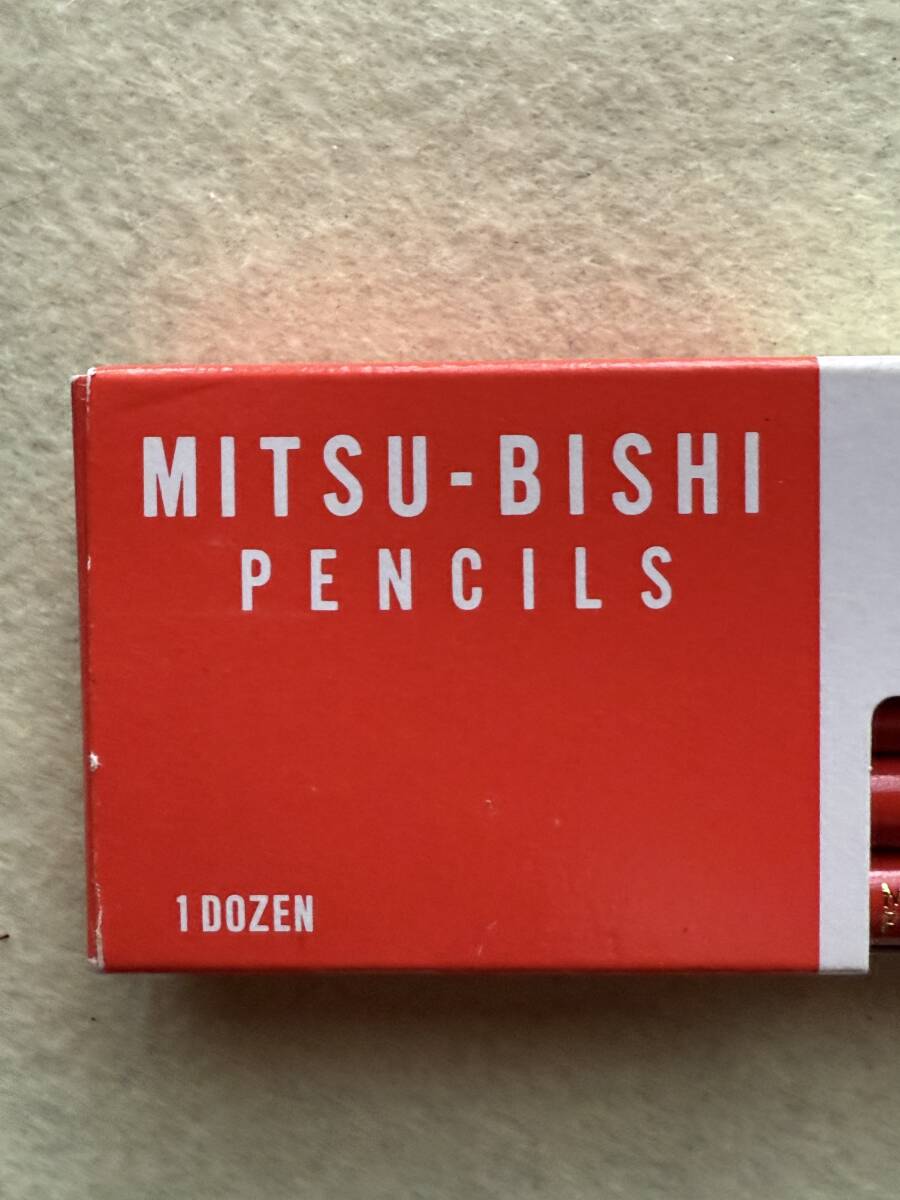 MITSU-BISHI
PENCILS
1 DOZEN